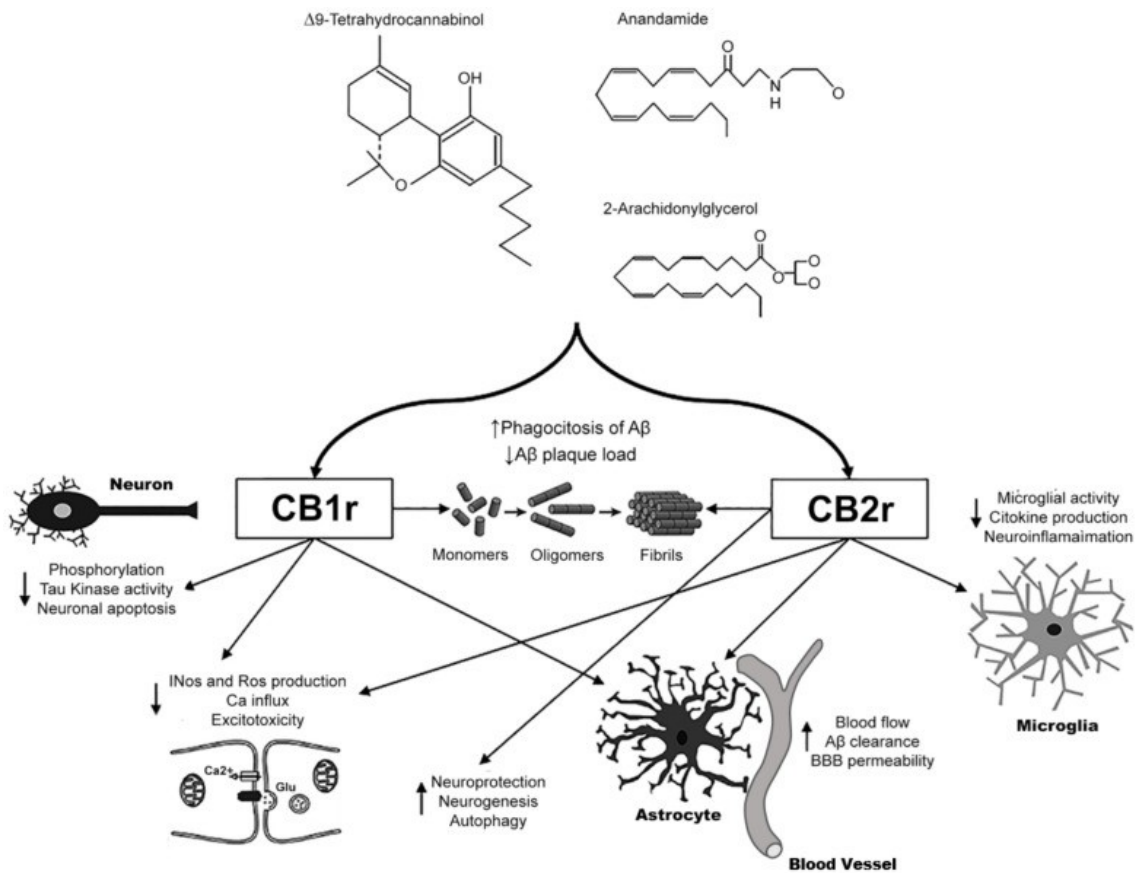 Δ9-Tetrahydrocannabinol
OH
O
Anandamide
O
N
H
O
2-Arachidonylglycerol
O
O
O
O
↑Phagocitosis of Aβ
↓Aβ plaque load
Neuron
CB1r
Monomers
Oligomers
Fibrils
CB2r
↓ Microglial activity
Citokine production
Neuroinflamaimation
↓ Phosphorylation
Tau Kinase activity
Neuronal apoptosis
↓ INos and Ros production
Ca influx
Excitotoxicity
Ca2+
Glu
↑ Neuroprotection
Neurogenesis
Autophagy
Astrocyte
↑ Blood flow
Aβ clearance
BBB permeability
Blood Vessel
Microglia